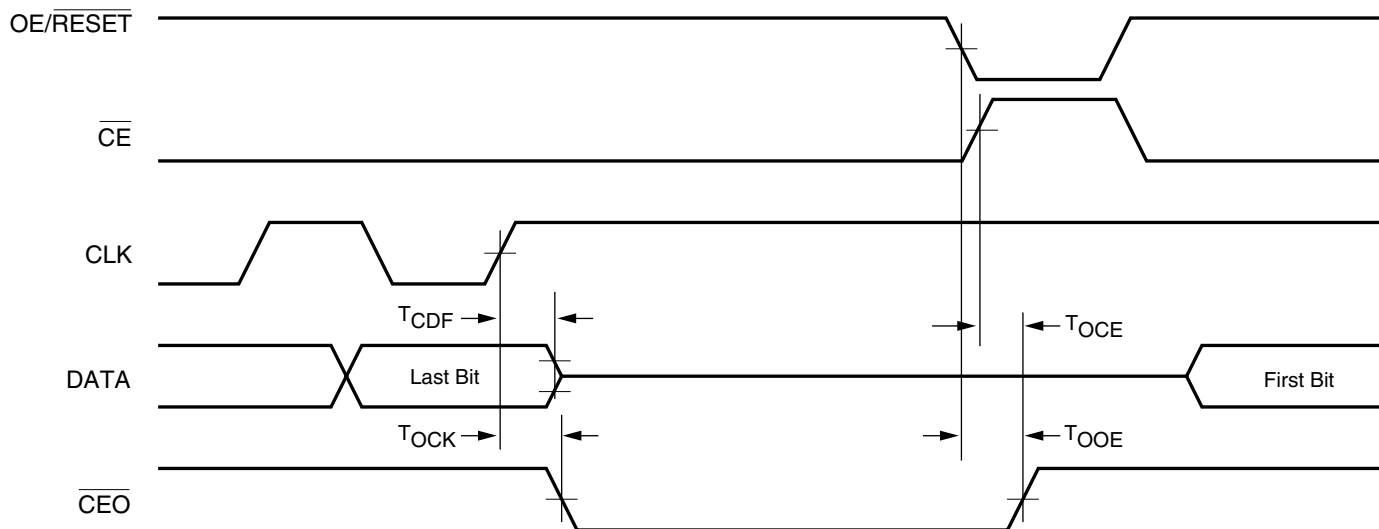 OE/RESET
CE
CLK
TCDF
TOCE
DATA
Last Bit
First Bit
TOCK
TOOE
CEO